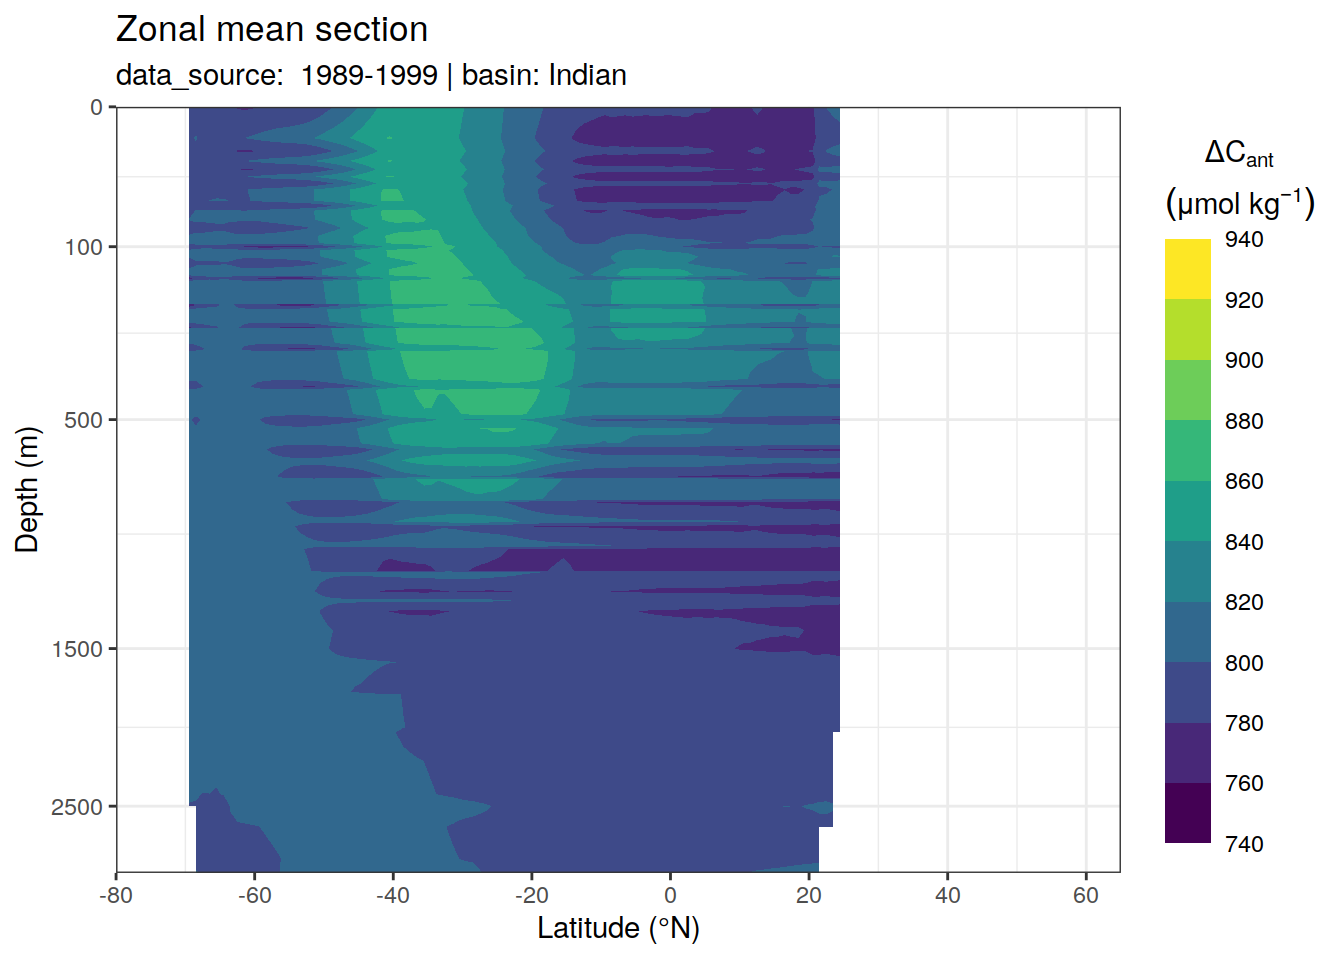 Zonal mean section
data_source:  1989-1999 | basin: Indian
0
100
500
1500
2500
Depth (m)
-80 -60 -40 -20 0 20 40 60
Latitude (°N)
ΔCant
(μmol kg⁻¹)
940
920
900
880
860
840
820
800
780
760
740